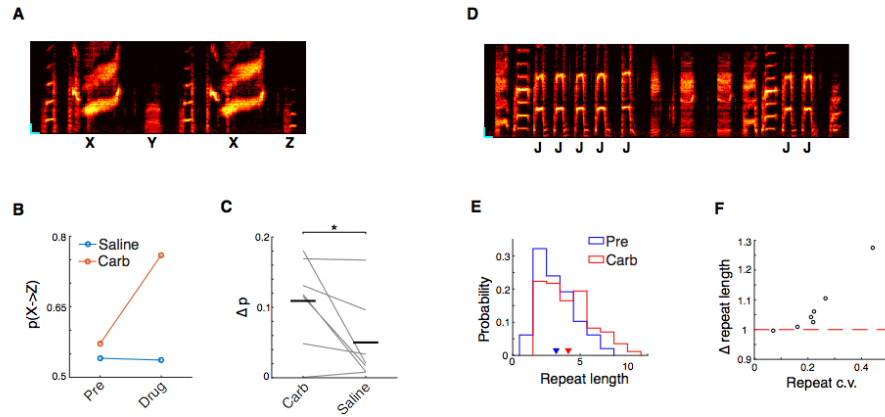 A
X Y X Z
D
J J J J J J J
B
0.8
0.65
0.5
p(X->Z)
Saline
Carb
Pre Drug
C
*
0.2
0.1
0
Δ p
Carb Saline
E
Pre
Carb
0.3
0.2
0.1
0
Probability
5 10
Repeat length
F
1.3
1.2
1.1
1
0.9
Δ repeat length
0 0.2 0.4
Repeat c.v.